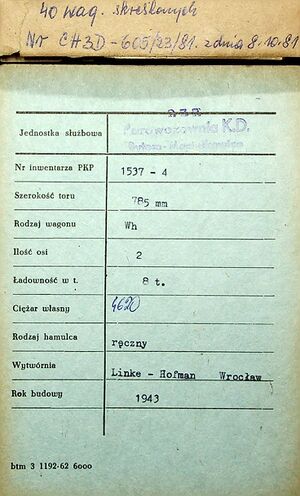 40 wag. skreślonych
Nr CH3D-605/23/81. z dnia 8.10.81
Jednostka służbowa Parowozownia K.D.
Nr inwentarza PKP 1537 - 4
Szerokość toru 785 mm
Rodzaj wagonu Wh
Ilość osi 2
Ładowność w t. 8 t.
Ciężar własny 4620
Rodzaj hamulca ręczny
Wytwórnia Linke - Hofman Wrocław
Rok budowy 1943
btm 3 1192-62 6000